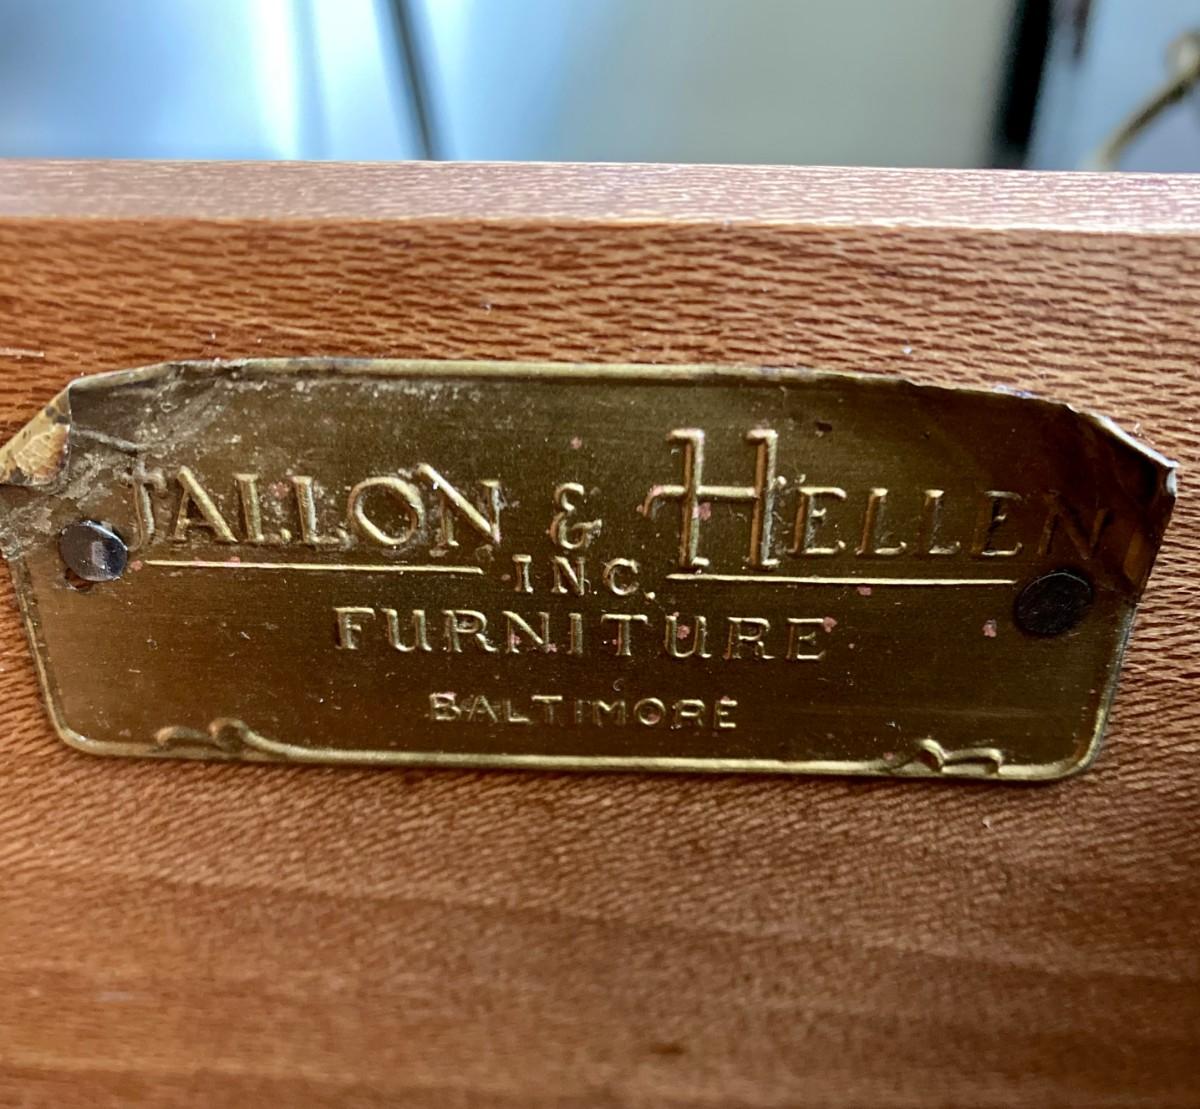 FALLON & HELLEN
INC.
FURNITURE
BALTIMORE